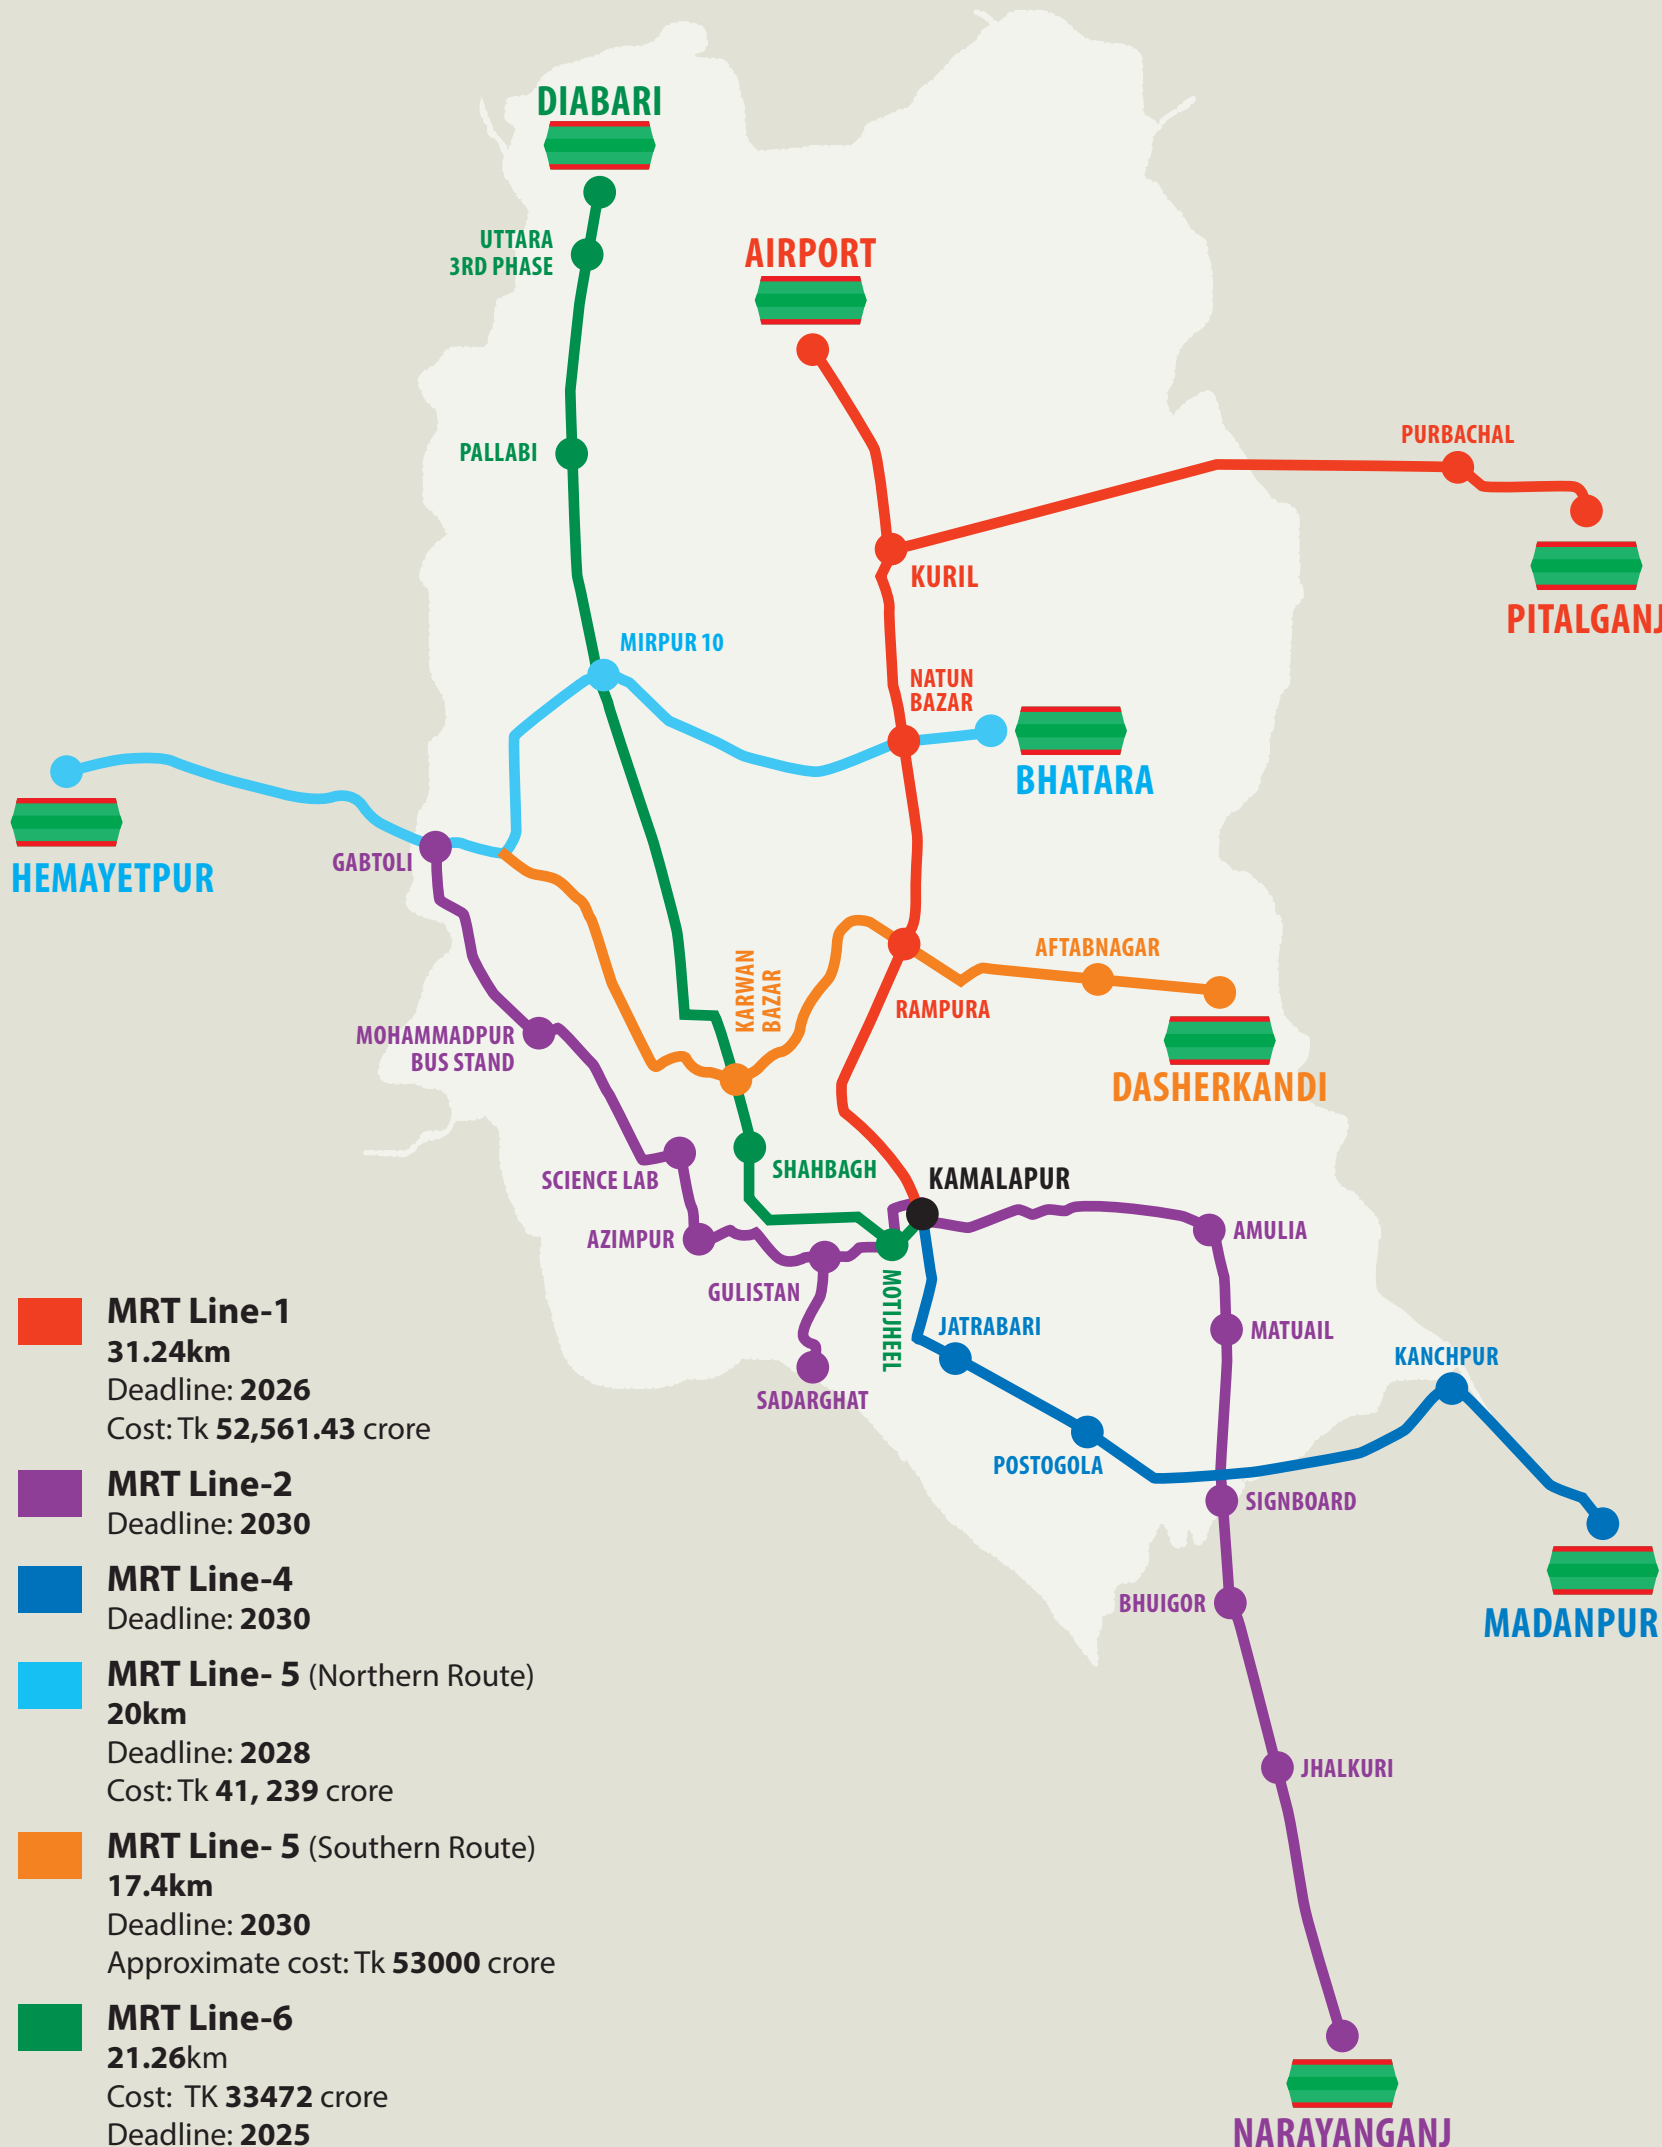 DIABARI
UTTARA
3RD PHASE
AIRPORT
PALLABI
PURBACHAL
KURIL
PITALGANJ
MIRPUR 10
NATUN
BAZAR
BHATARA
GABTOLI
HEMAYETPUR
KARWAN
BAZAR
AFTABNAGAR
RAMPURA
MOHAMMADPUR
BUS STAND
DASHERKANDI
SHAHBAGH
SCIENCE LAB
KAMALAPUR
AZIMPUR
AMULIA
GULISTAN
MOTIJHEEL
JATRABARI
MATUAIL
KANCHPUR
SADARGHAT
POSTOGOLA
SIGNBOARD
BHUIGOR
MADANPUR
JHALKURI
NARAYANGANJ
MRT Line-1
31.24km
Deadline: 2026
Cost: Tk 52,561.43 crore
MRT Line-2
Deadline: 2030
MRT Line-4
Deadline: 2030
MRT Line- 5 (Northern Route)
20km
Deadline: 2028
Cost: Tk 41, 239 crore
MRT Line- 5 (Southern Route)
17.4km
Deadline: 2030
Approximate cost: Tk 53000 crore
MRT Line-6
21.26km
Cost: TK 33472 crore
Deadline: 2025